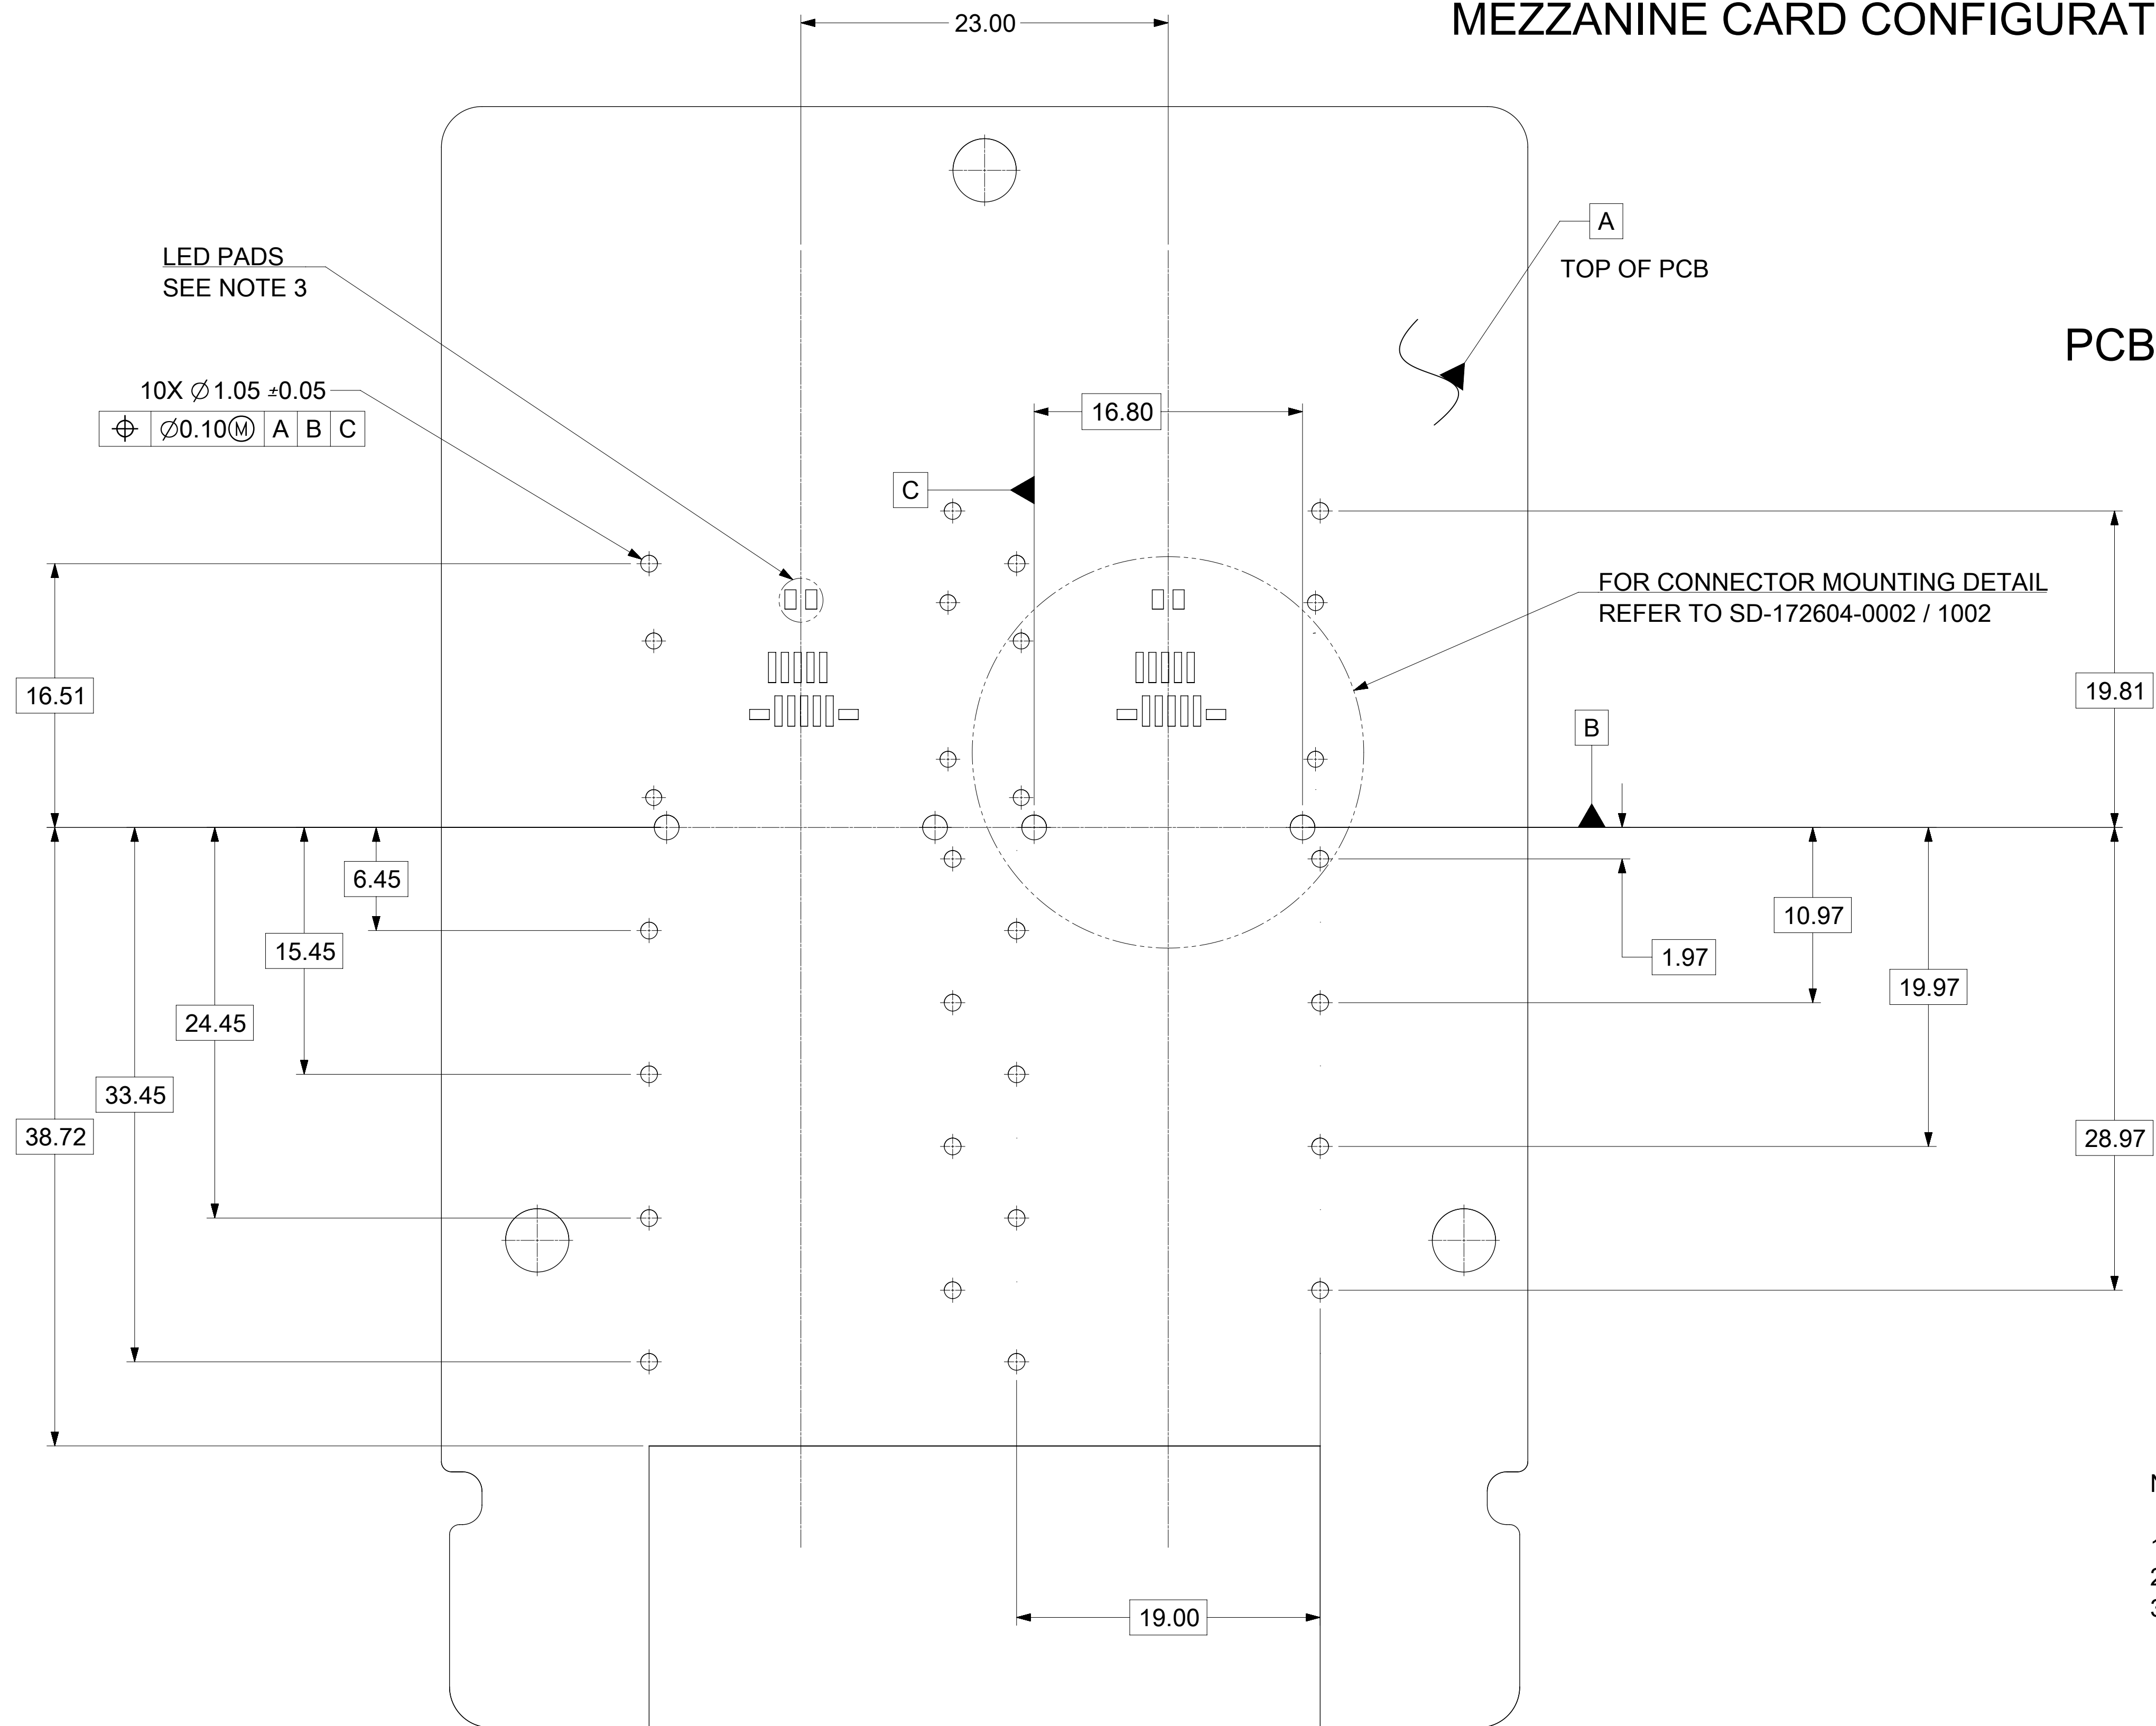 23.00
MEZZANINE CARD CONFIGURAT
A
TOP OF PCB
LED PADS
SEE NOTE 3
PCB
10X ⌀1.05 ±0.05
⌖ ⌀0.10Ⓜ A B C
16.80
C
FOR CONNECTOR MOUNTING DETAIL
REFER TO SD-172604-0002 / 1002
16.51
19.81
B
6.45
10.97
15.45
1.97
19.97
24.45
33.45
38.72
28.97
19.00
2
3